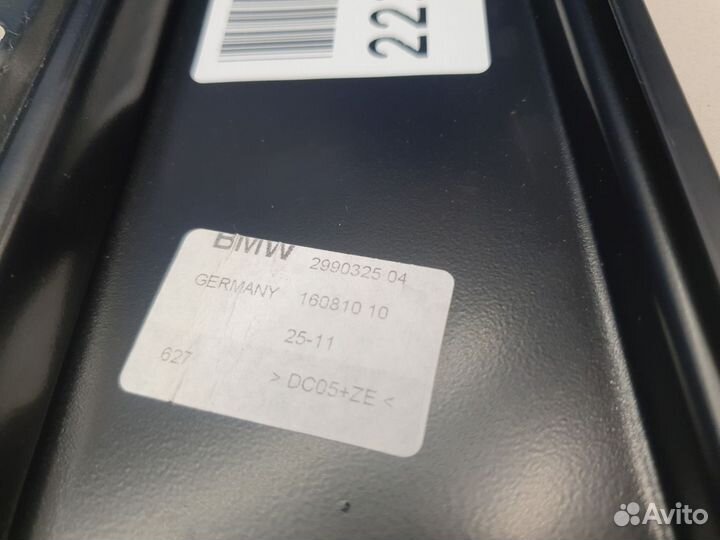 22
BMW 2990325 04
GERMANY 160810 10
25-11
627 > DC05+ZE <
Avito